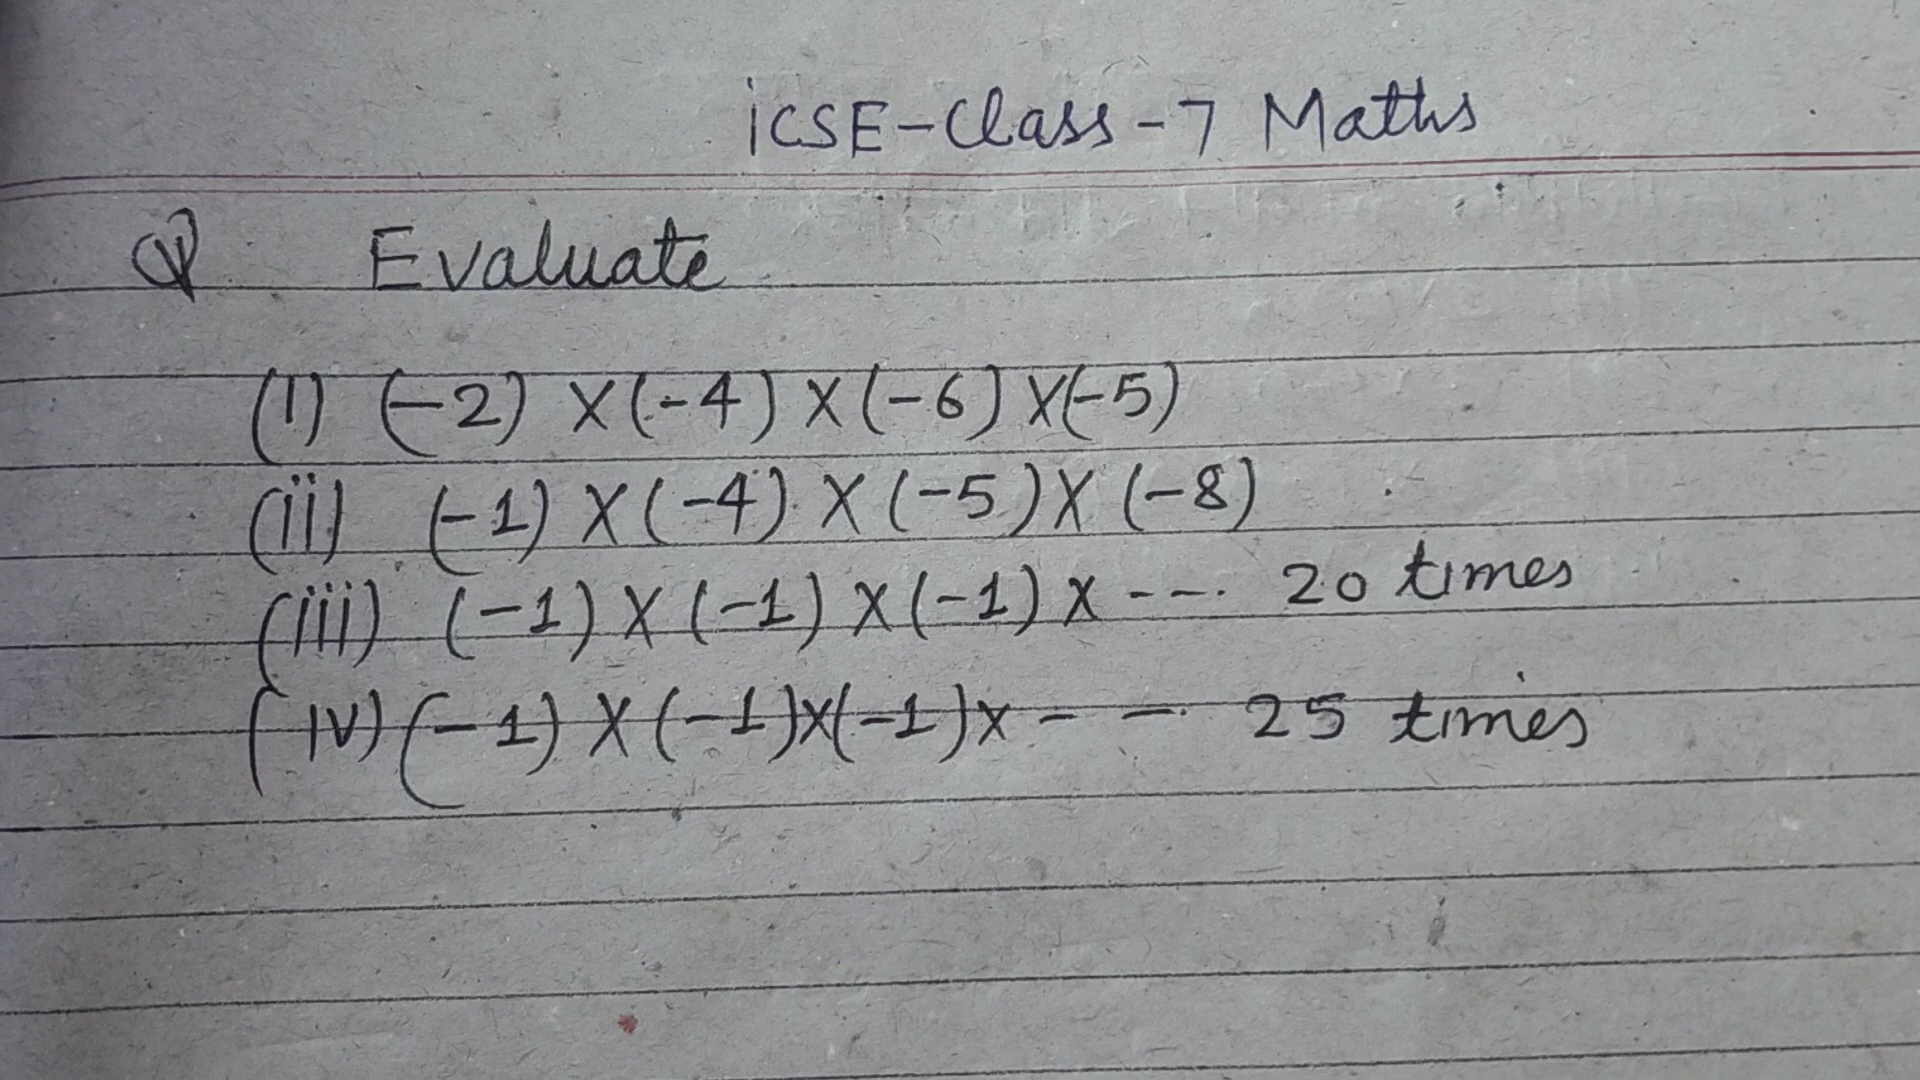 iCSE-Class-7 Maths
Q Evaluate
(i) (-2) X (-4) X (-6) X (-5)
(ii) (-1) X (-4) X (-5) X (-8)
(iii) (-1) X (-1) X (-1) X --- 20 times
(iv) (-1) X (-1) X (-1) X - - 25 times